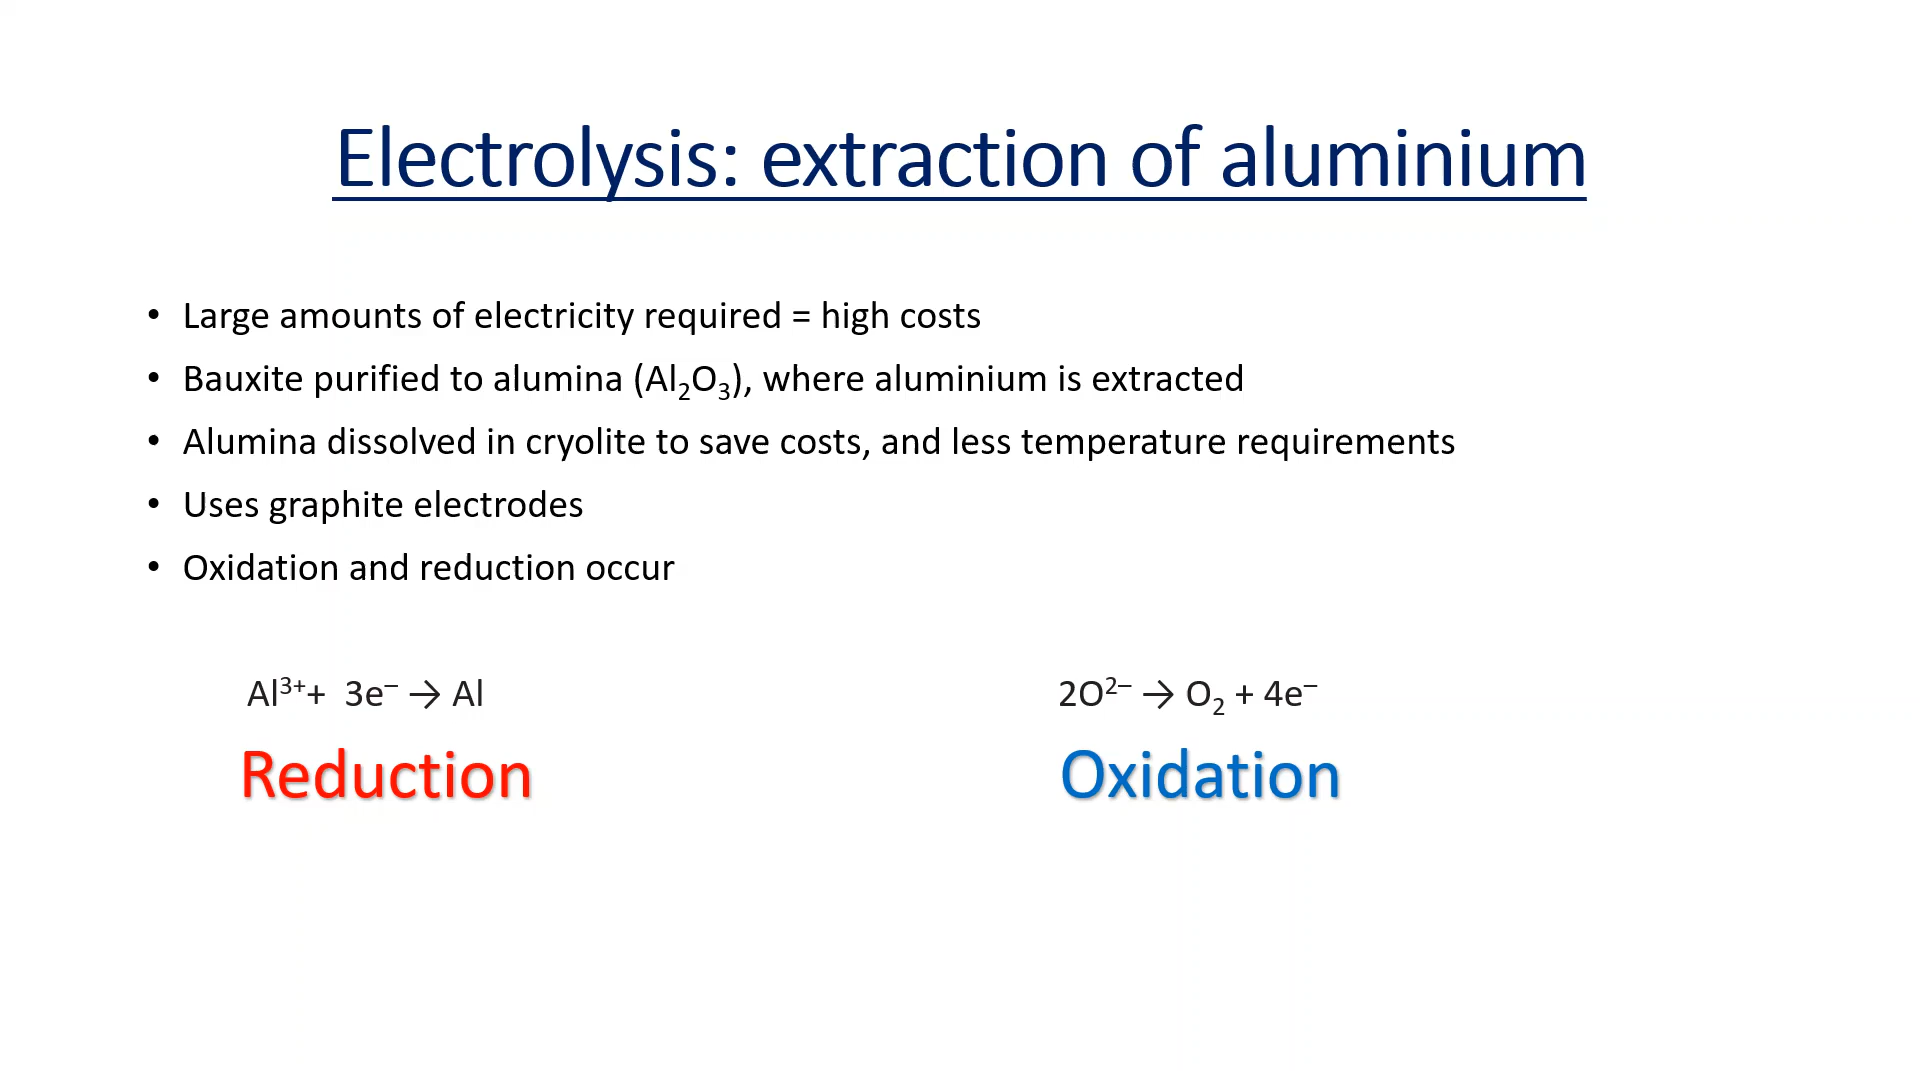 Electrolysis: extraction of aluminium
• Large amounts of electricity required = high costs
• Bauxite purified to alumina (Al₂O₃), where aluminium is extracted
• Alumina dissolved in cryolite to save costs, and less temperature requirements
• Uses graphite electrodes
• Oxidation and reduction occur
Al³⁺+ 3e⁻ → Al
2O²⁻ → O₂ + 4e⁻
Reduction
Oxidation